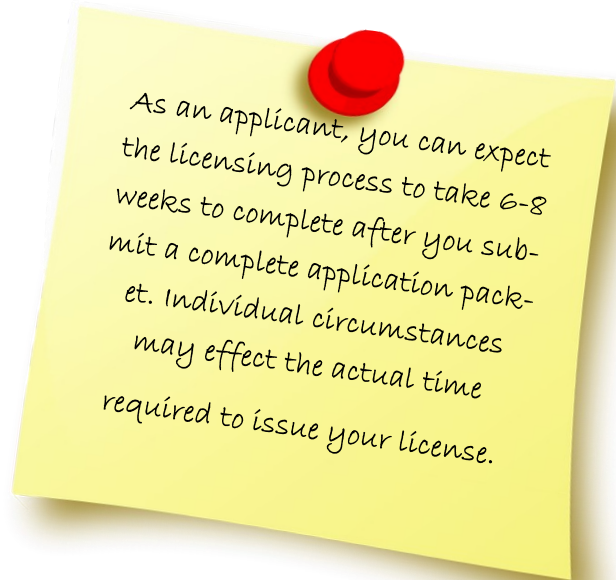 As an applicant, you can expect
the licensing process to take 6-8
weeks to complete after you sub-
mit a complete application pack-
et. Individual circumstances
may effect the actual time
required to issue your license.